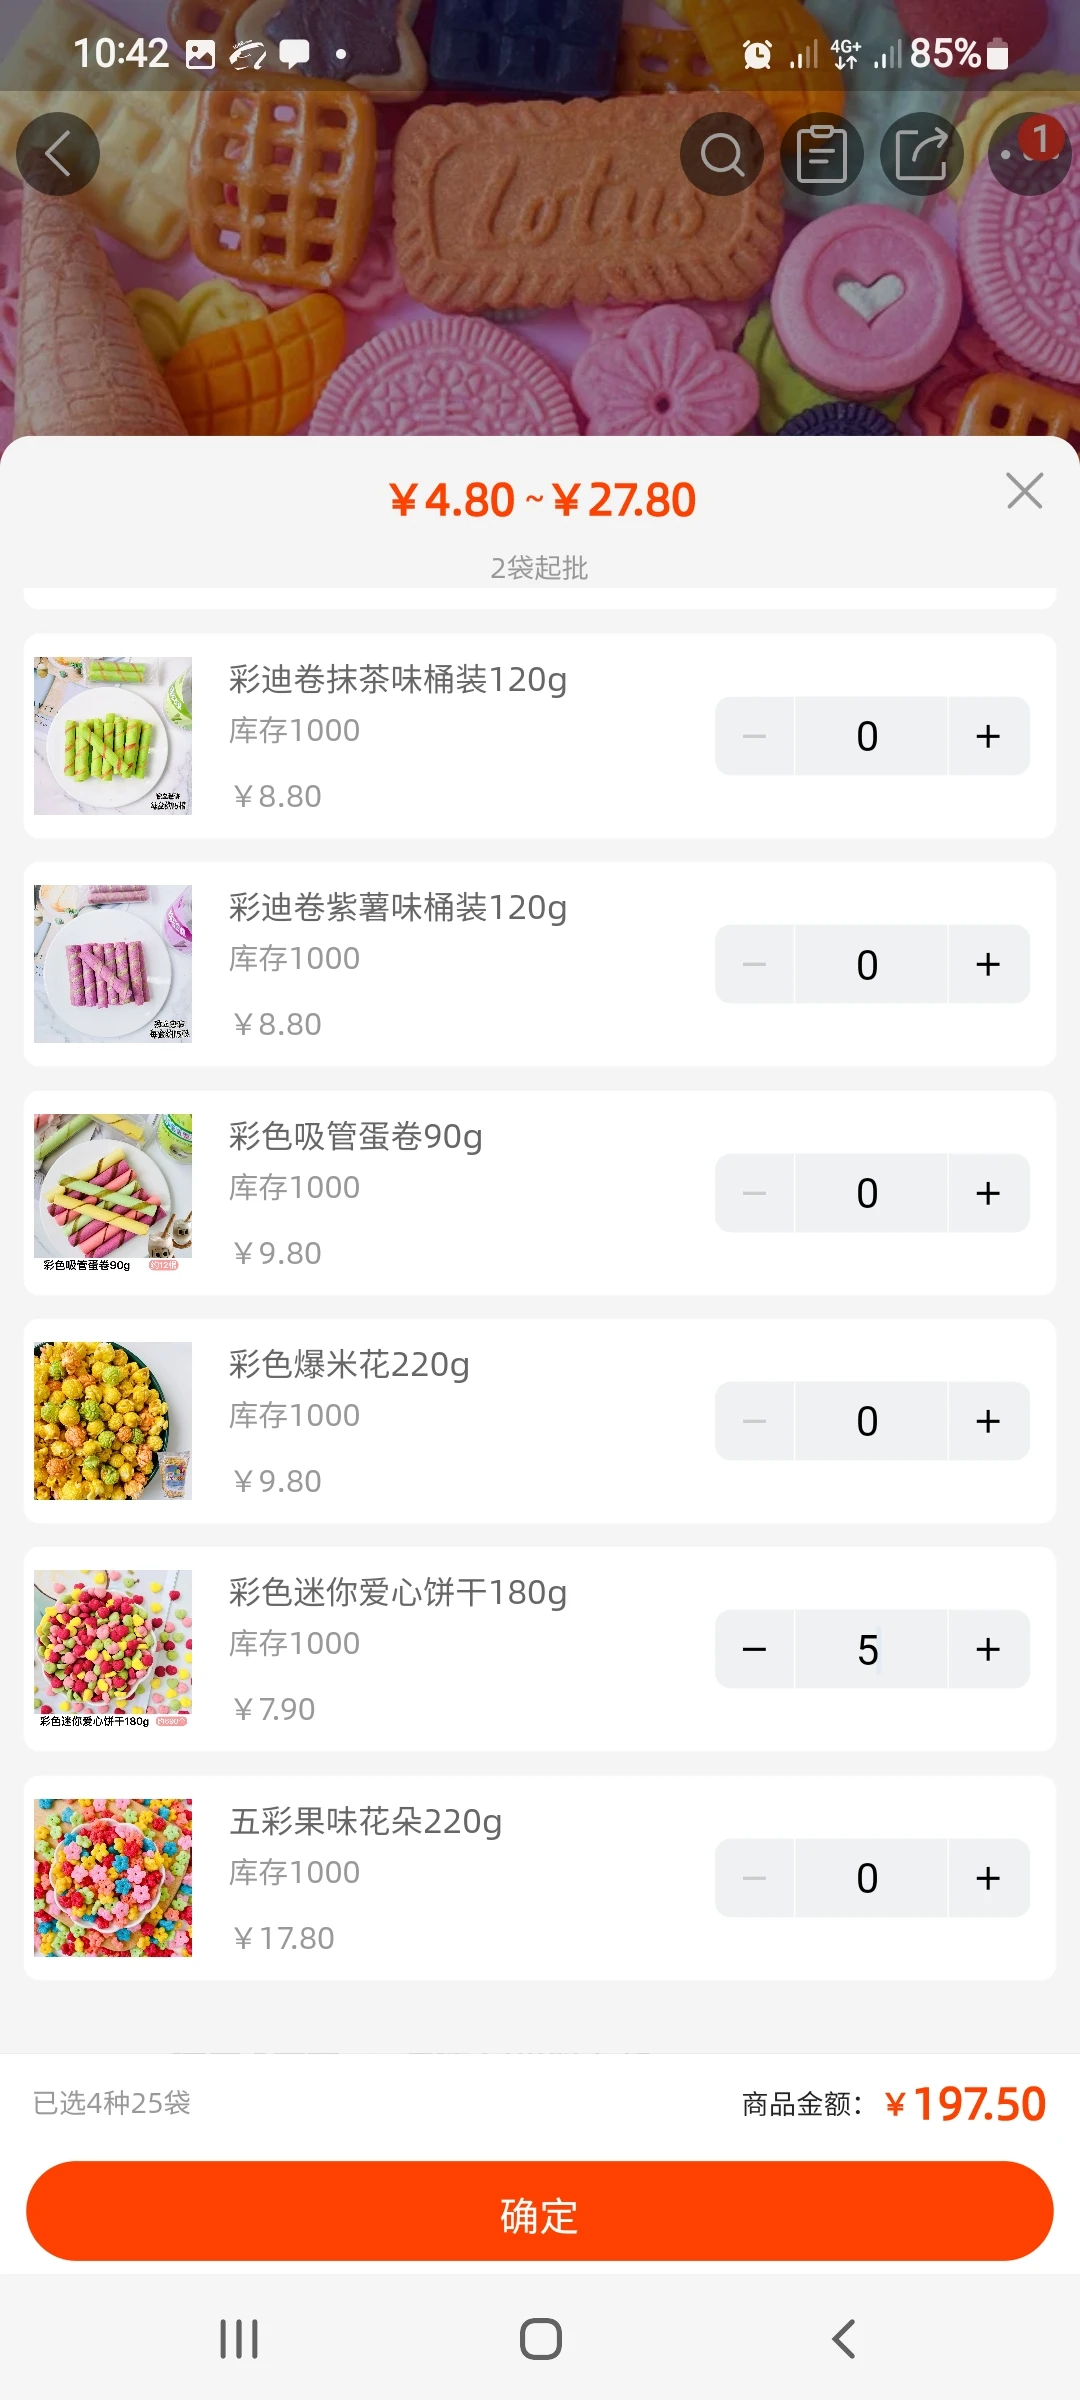 10:42
4G+
85%
Lotus
1
￥4.80~￥27.80
2袋起批
彩迪卷抹茶味桶装120g
库存1000
￥8.80
0
彩迪卷紫薯味桶装120g
库存1000
￥8.80
0
彩色吸管蛋卷90g
库存1000
￥9.80
0
彩色吸管蛋卷90g
约12根
彩色爆米花220g
库存1000
￥9.80
0
彩色迷你爱心饼干180g
库存1000
￥7.90
5
彩色迷你爱心饼干180g
五彩果味花朵220g
库存1000
￥17.80
0
已选4种25袋
商品金额：￥197.50
确定